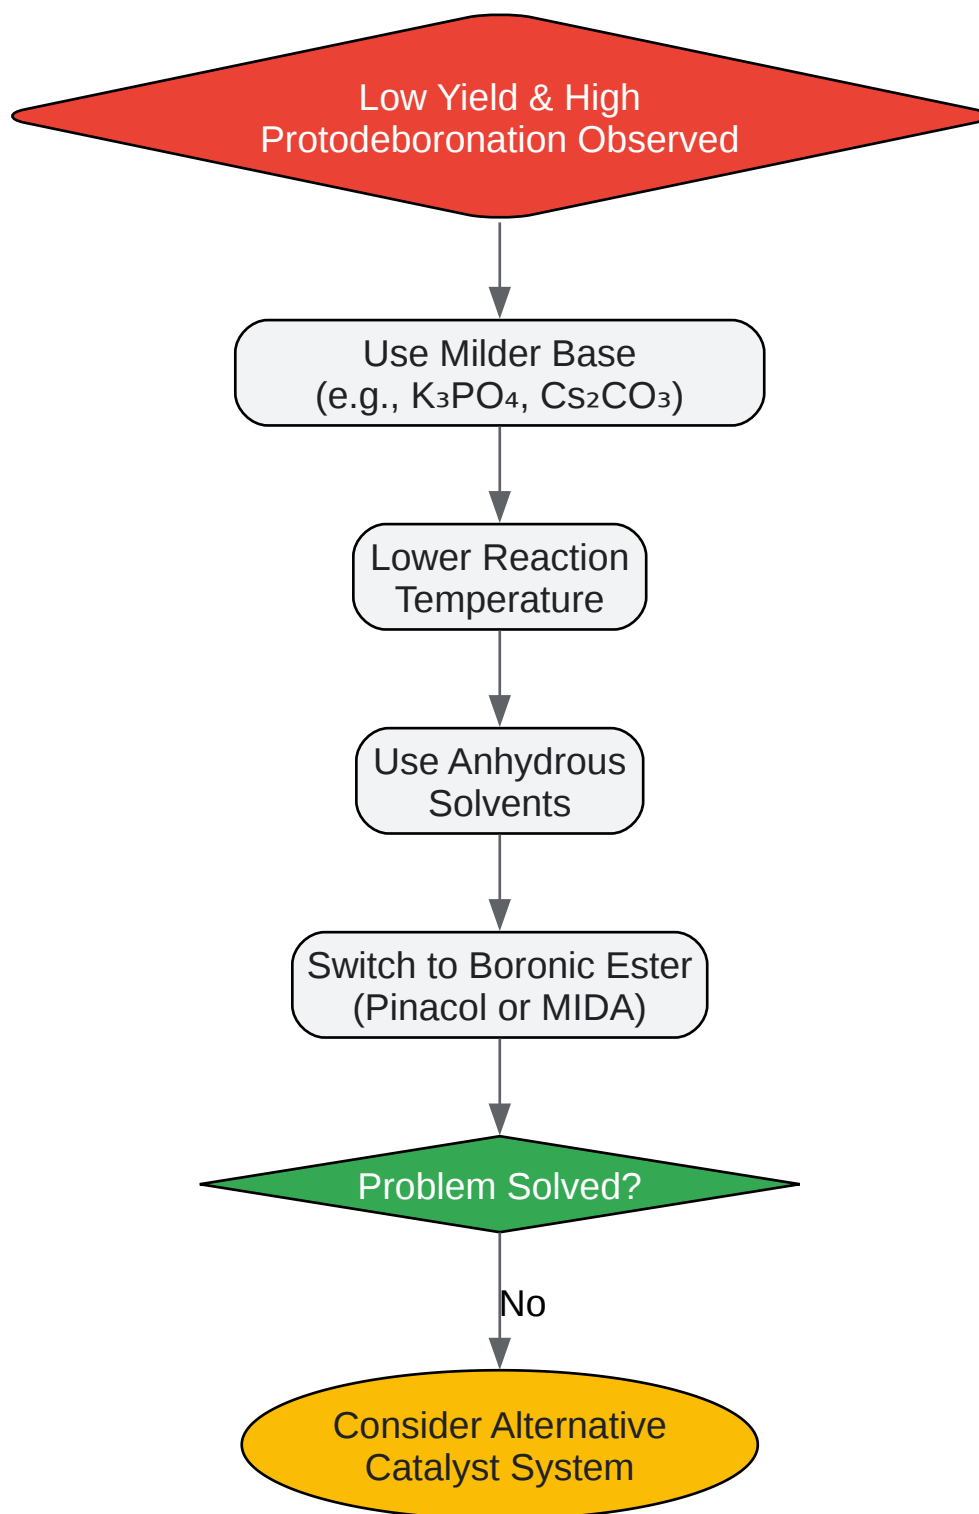 Low Yield & High
Protodeboronation Observed
Use Milder Base
(e.g., K₃PO₄, Cs₂CO₃)
Lower Reaction
Temperature
Use Anhydrous
Solvents
Switch to Boronic Ester
(Pinacol or MIDA)
Problem Solved?
No
Consider Alternative
Catalyst System